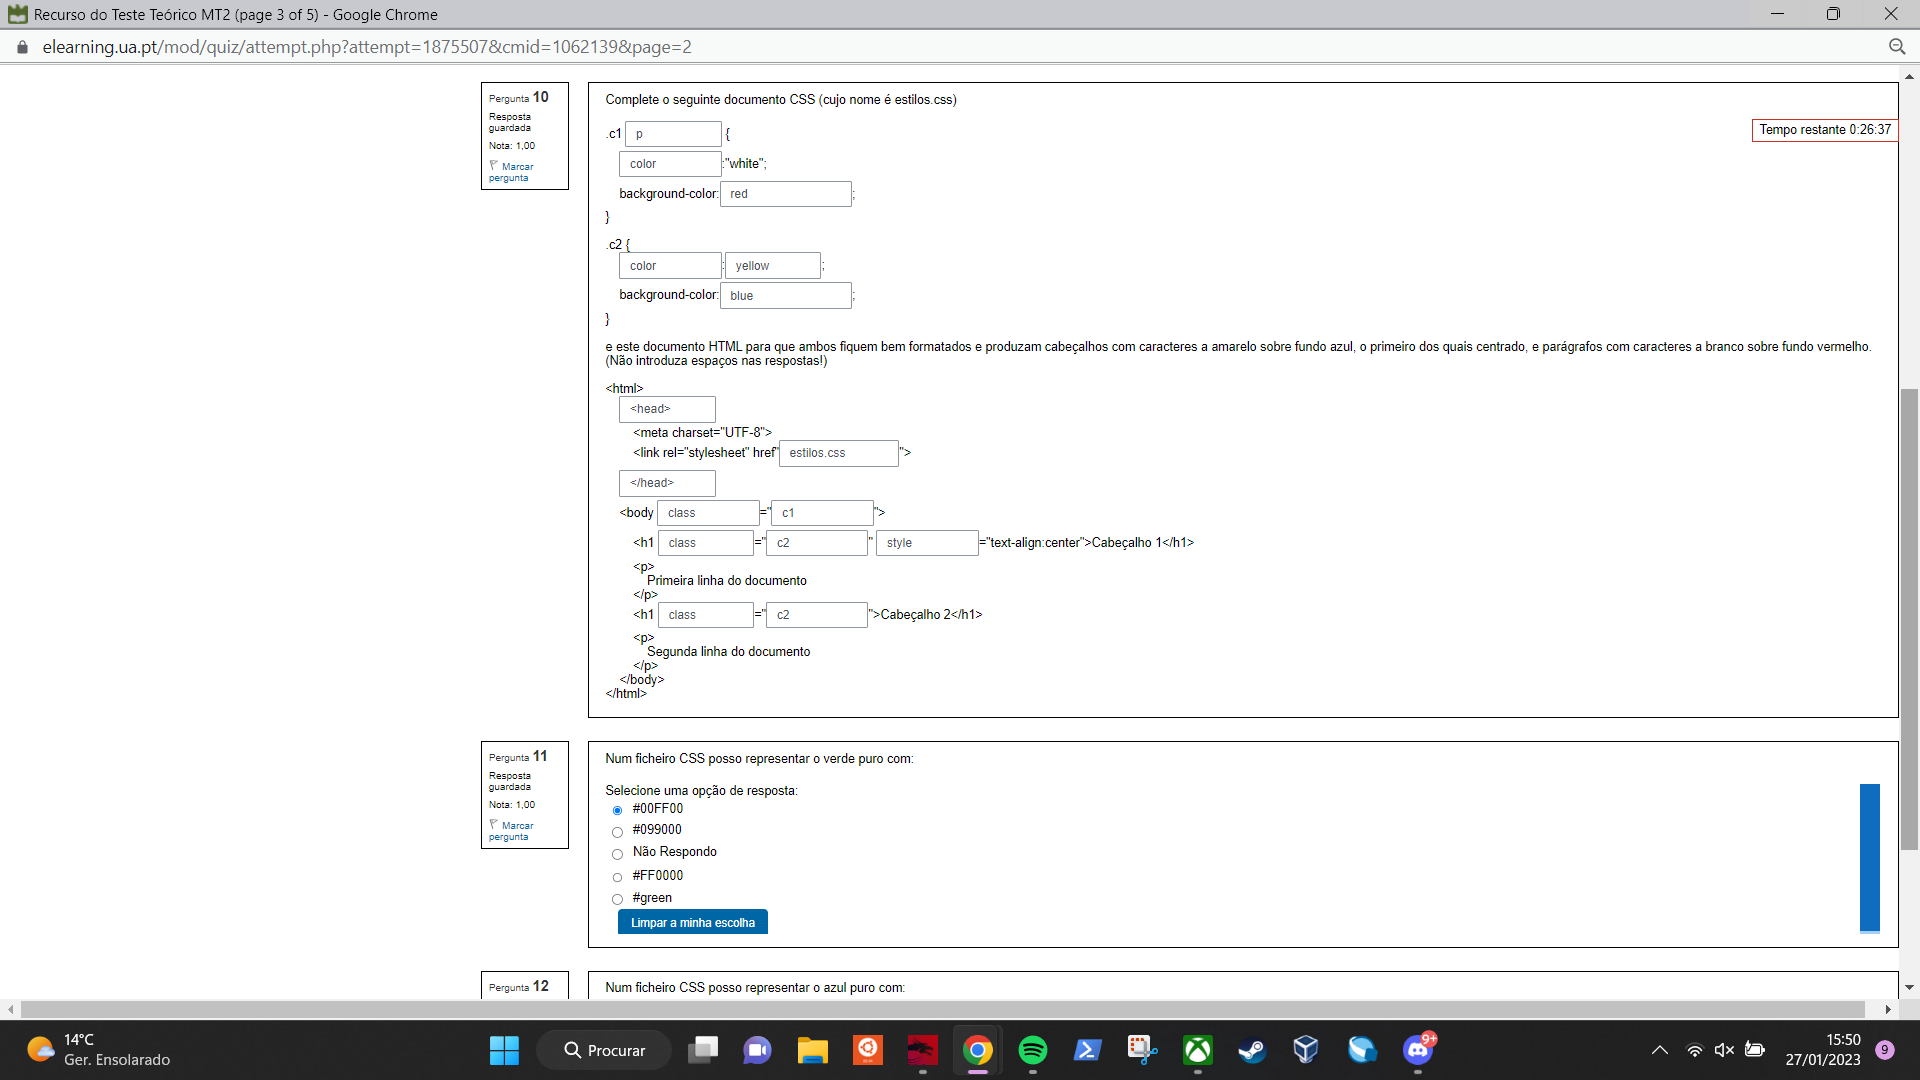 Recurso do Teste Teórico MT2 (page 3 of 5) - Google Chrome
elearning.ua.pt/mod/quiz/attempt.php?attempt=1875507&cmid=1062139&page=2
Pergunta 10
Resposta
guardada
Nota: 1,00
Marcar
pergunta
Complete o seguinte documento CSS (cujo nome é estilos.css)
Tempo restante 0:26:37
.c1 p {
color :"white";
background-color: red ;
}
.c2 {
color : yellow ;
background-color: blue ;
}
e este documento HTML para que ambos fiquem bem formatados e produzam cabeçalhos com caracteres a amarelo sobre fundo azul, o primeiro dos quais centrado, e parágrafos com caracteres a branco sobre fundo vermelho.
(Não introduza espaços nas respostas!)
<html>
<head>
<meta charset="UTF-8">
<link rel="stylesheet" href" estilos.css ">
</head>
<body class =" c1 ">
<h1 class =" c2 " style ="text-align:center">Cabeçalho 1</h1>
<p>
Primeira linha do documento
</p>
<h1 class =" c2 ">Cabeçalho 2</h1>
<p>
Segunda linha do documento
</p>
</body>
</html>
Pergunta 11
Resposta
guardada
Nota: 1,00
Marcar
pergunta
Num ficheiro CSS posso representar o verde puro com:
Selecione uma opção de resposta:
#00FF00
#099000
Não Respondo
#FF0000
#green
Limpar a minha escolha
Pergunta 12
Num ficheiro CSS posso representar o azul puro com:
14°C
Ger. Ensolarado
Procurar
9+
15:50
27/01/2023
9